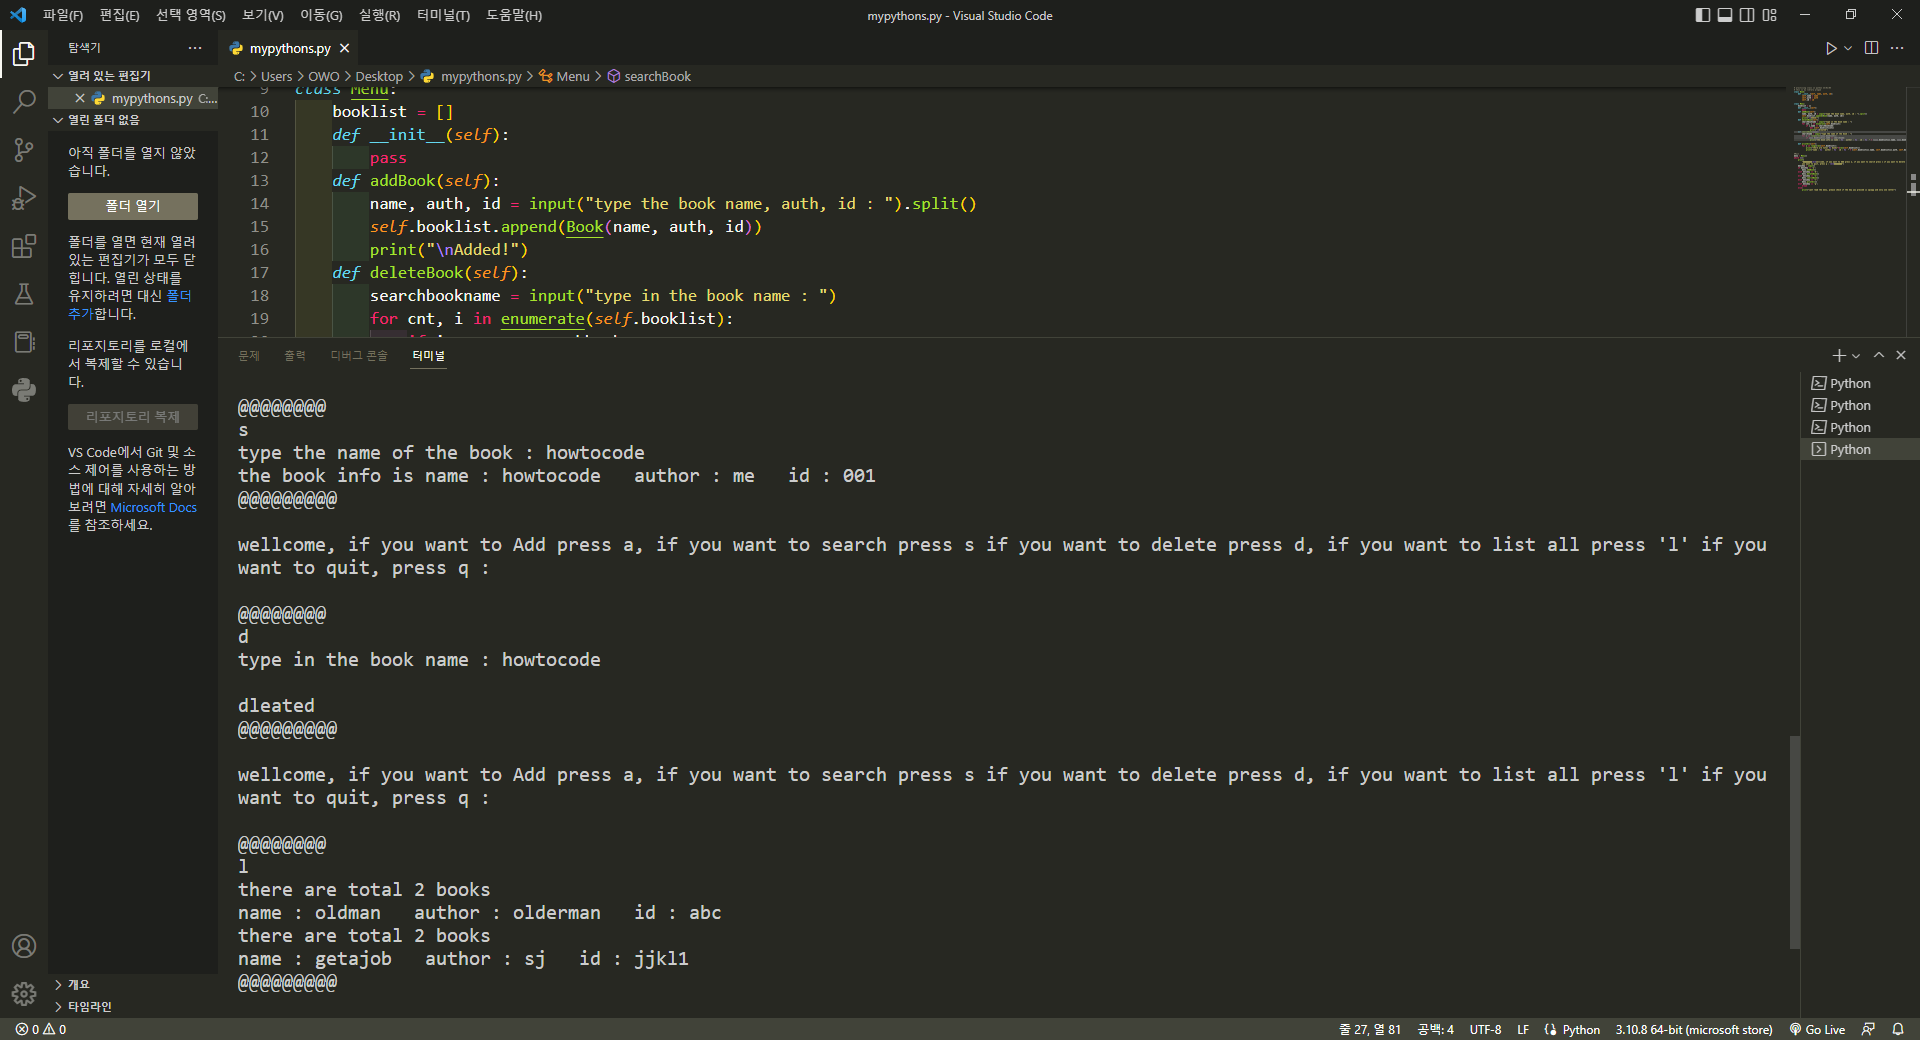 파일(F) 편집(E) 선택 영역(S) 보기(V) 이동(G) 실행(R) 터미널(T) 도움말(H)
mypythons.py - Visual Studio Code
탐색기
mypythons.py
열려 있는 편집기
mypythons.py C:...
열린 폴더 없음
아직 폴더를 열지 않았
습니다.
폴더 열기
폴더를 열면 현재 열려
있는 편집기가 모두 닫
힙니다. 열린 상태를
유지하려면 대신 폴더
추가합니다.
리포지토리를 로컬에
서 복제할 수 있습니
다.
리포지토리 복제
VS Code에서 Git 및 소
스 제어를 사용하는 방
법에 대해 자세히 알아
보려면 Microsoft Docs
를 참조하세요.
개요
타임라인
C: > Users > OWO > Desktop > mypythons.py > Menu > searchBook
9 class Menu:
10 booklist = []
11 def __init__(self):
12 pass
13 def addBook(self):
14 name, auth, id = input("type the book name, auth, id : ").split()
15 self.booklist.append(Book(name, auth, id))
16 print("\nAdded!")
17 def deleteBook(self):
18 searchbookname = input("type in the book name : ")
19 for cnt, i in enumerate(self.booklist):
문제 출력 디버그 콘솔 터미널
@@@@@@@@
s
type the name of the book : howtocode
the book info is name : howtocode author : me id : 001
@@@@@@@@@
wellcome, if you want to Add press a, if you want to search press s if you want to delete press d, if you want to list all press 'l' if you
want to quit, press q :
@@@@@@@@
d
type in the book name : howtocode
dleated
@@@@@@@@@
wellcome, if you want to Add press a, if you want to search press s if you want to delete press d, if you want to list all press 'l' if you
want to quit, press q :
@@@@@@@@
l
there are total 2 books
name : oldman author : olderman id : abc
there are total 2 books
name : getajob author : sj id : jjkl1
@@@@@@@@@
Python
Python
Python
Python
0 0
줄 27, 열 81 공백: 4 UTF-8 LF Python 3.10.8 64-bit (microsoft store) Go Live